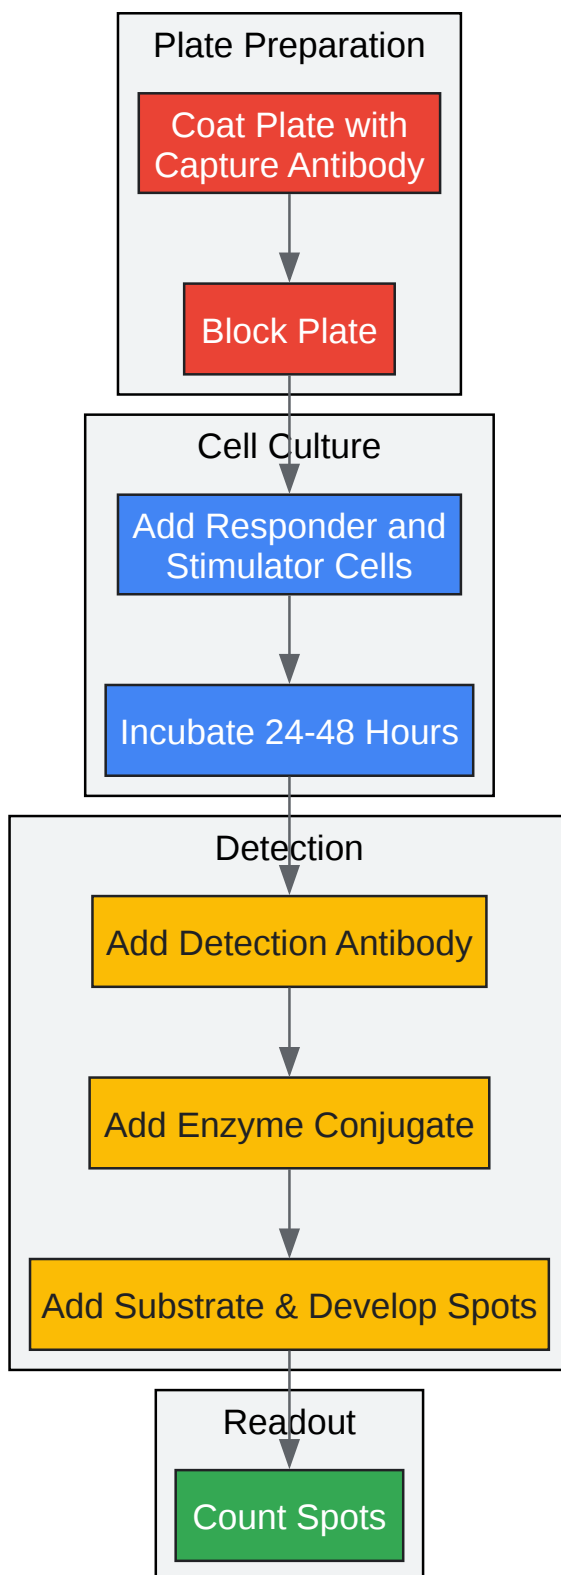 Plate Preparation
Coat Plate with
Capture Antibody
Block Plate
Cell Culture
Add Responder and
Stimulator Cells
Incubate 24-48 Hours
Detection
Add Detection Antibody
Add Enzyme Conjugate
Add Substrate & Develop Spots
Readout
Count Spots